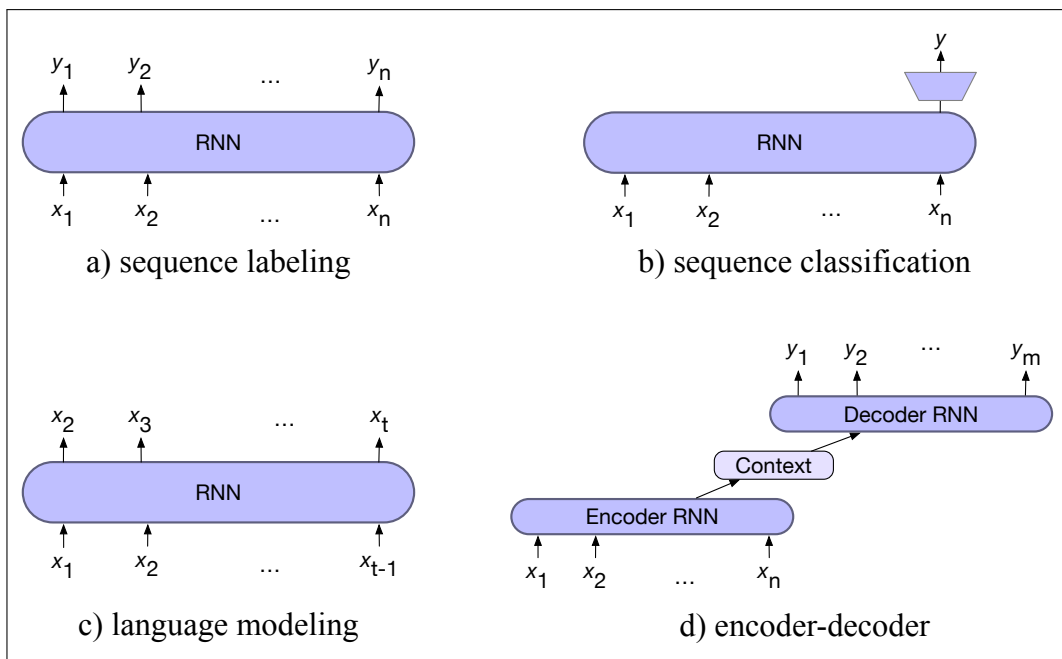 y1 y2 ... yn
RNN
x1 x2 ... xn
a) sequence labeling
y
RNN
x1 x2 ... xn
b) sequence classification
x2 x3 ... xt
RNN
x1 x2 ... xt-1
c) language modeling
y1 y2 ... ym
Decoder RNN
Context
Encoder RNN
x1 x2 ... xn
d) encoder-decoder